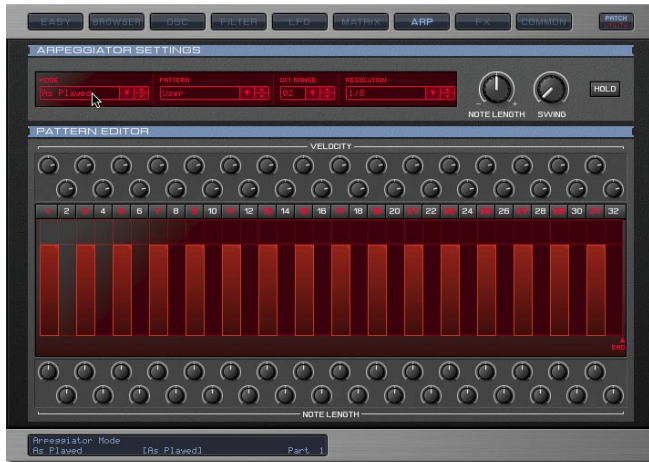 EASY BROWSER OSC FILTER LFO MATRIX ARP FX COMMON PATCH
ARPEGGIATOR SETTINGS
MODE PATTERN OCT RANGE RESOLUTION
As Played User 02 1/8
HOLD
- +
NOTE LENGTH SWING
PATTERN EDITOR
VELOCITY
2 4 6 8 10 12 14 16 18 20 22 24 26 28 30 32
END
NOTE LENGTH
Arpeggiator Mode
As Played [As Played] Part 1